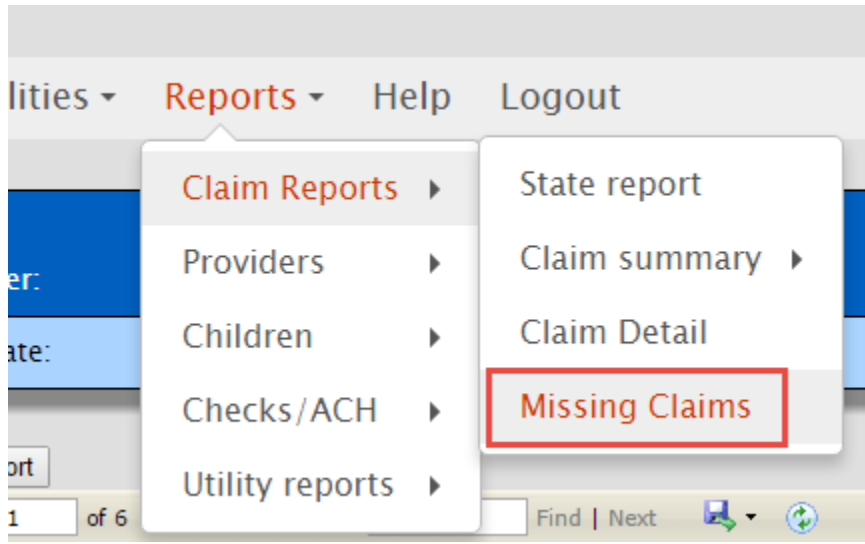 lities Reports Help Logout
Claim Reports
Providers
Children
Checks/ACH
Utility reports
State report
Claim summary
Claim Detail
Missing Claims
er:
ate:
ort
1 of 6 Find | Next